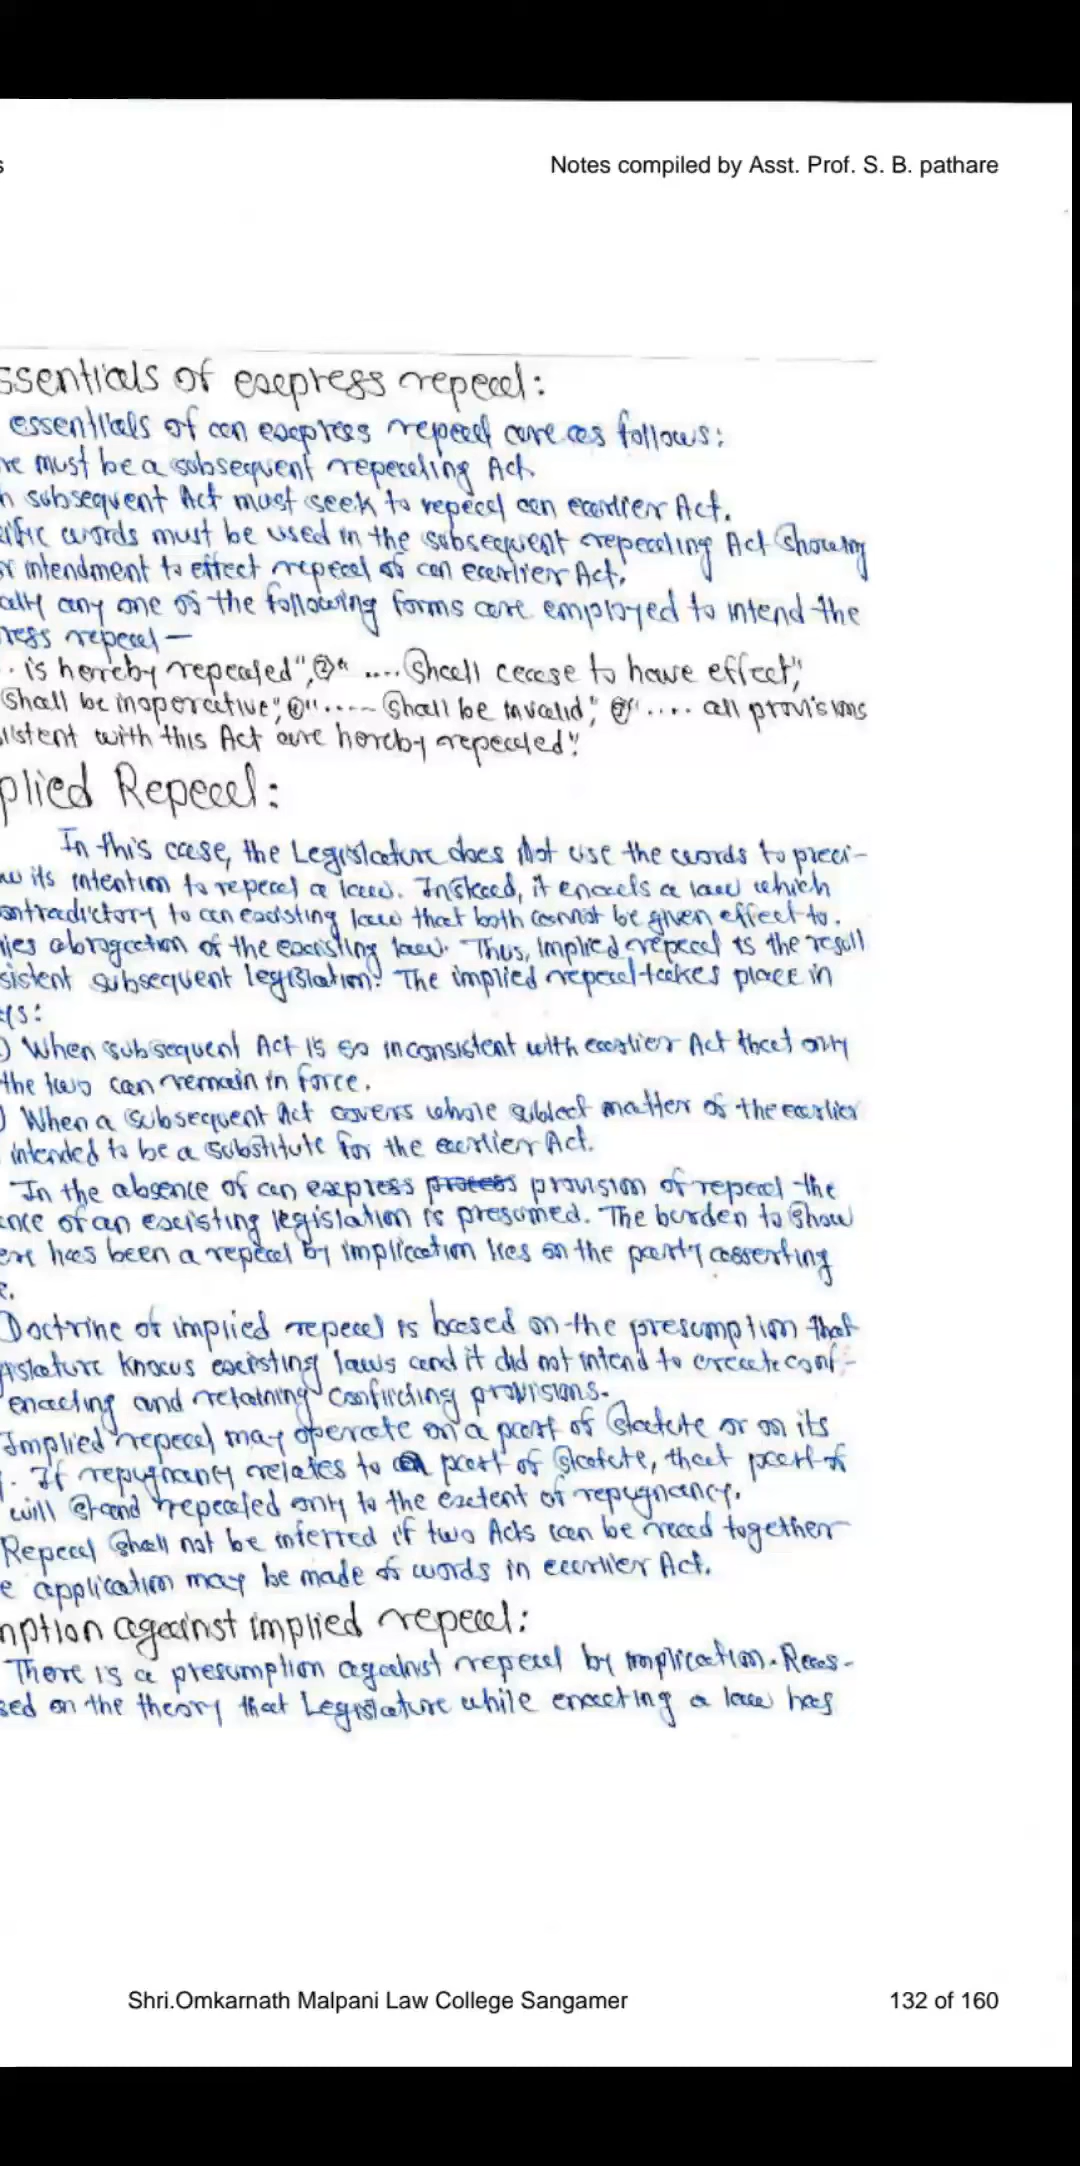 s
Notes compiled by Asst. Prof. S. B. pathare
ssentials of express repeal:
essentials of an express repeal are as follows:
re must be a subsequent repealing Act.
h subsequent Act must seek to repeal an earlier Act.
cific words must be used in the subsequent repealing Act showing
or intendment to effect repeal of an earlier Act.
ally any one of the following forms are employed to intend the
ress repeal—
.. is hereby repealed", ② " .... Shall cease to have effect",
Shall be inoperative", ④ " ..... Shall be invalid", ⑤ " .... all provisions
istent with this Act are hereby repealed".
plied Repeal:
In this case, the Legislature does not use the words to preci-
ow its intention to repeal a law. Instead, it enacts a law which
ontradictory to an existing law that both cannot be given effect to.
ies abrogation of the existing law. Thus, implied repeal is the result
sistent subsequent legislation. The implied repeal takes place in
ys:
) When subsequent Act is so inconsistent with earlier Act that only
the two can remain in force.
) When a subsequent Act covers whole subject matter of the earlier
intended to be a substitute for the earlier Act.
In the absence of an express provision of repeal the
ence of an existing legislation is presumed. The burden to show
ere has been a repeal by implication lies on the party asserting
e.
Doctrine of implied repeal is based on the presumption that
gislature knows existing laws and it did not intend to create conf-
enacting and retaining conflicting provisions.
Implied repeal may operate on a part of statute or on its
. If repugnancy relates to a part of statute, that part of
will stand repealed only to the extent of repugnancy.
Repeal shall not be inferred if two Acts can be read together
e application may be made of words in earlier Act.
mption against implied repeal:
There is a presumption against repeal by implication. Reas-
sed on the theory that Legislature while enacting a law has
Shri.Omkarnath Malpani Law College Sangamer
132 of 160